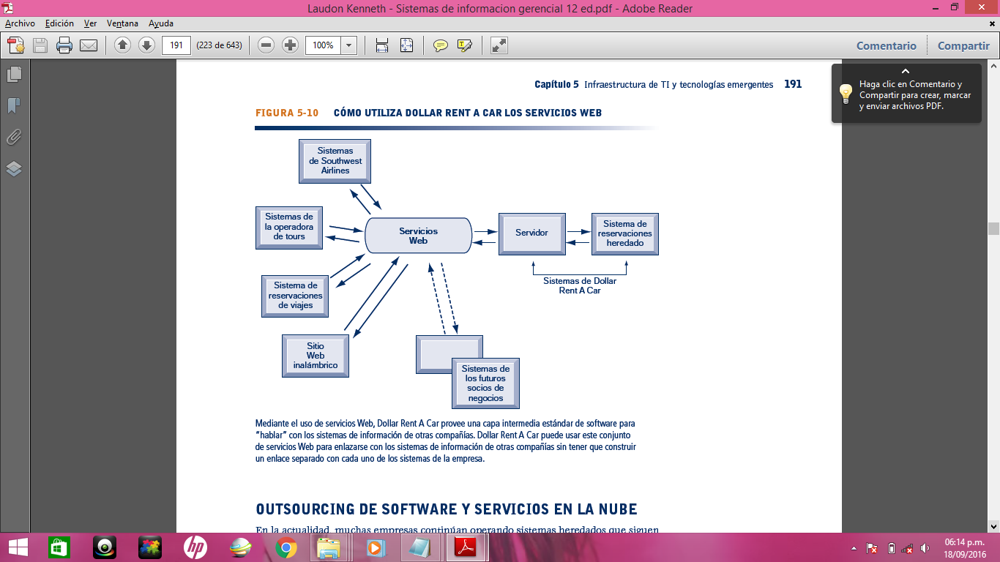 Laudon Kenneth - Sistemas de informacion gerencial 12 ed.pdf - Adobe Reader
Archivo Edición Ver Ventana Ayuda
191 (223 de 643) 100% Comentario Compartir
Haga clic en Comentario y
Compartir para crear, marcar
y enviar archivos PDF.
Capítulo 5 Infraestructura de TI y tecnologías emergentes 191
FIGURA 5-10 CÓMO UTILIZA DOLLAR RENT A CAR LOS SERVICIOS WEB
Sistemas
de Southwest
Airlines
Sistemas de
la operadora
de tours
Servicios
Web
Servidor
Sistema de
reservaciones
heredado
Sistemas de Dollar
Rent A Car
Sistema de
reservaciones
de viajes
Sitio
Web
inalámbrico
Sistemas de
los futuros
socios de
negocios
Mediante el uso de servicios Web, Dollar Rent A Car provee una capa intermedia estándar de software para
“hablar” con los sistemas de información de otras compañías. Dollar Rent A Car puede usar este conjunto
de servicios Web para enlazarse con los sistemas de información de otras compañías sin tener que construir
un enlace separado con cada uno de los sistemas de la empresa.
OUTSOURCING DE SOFTWARE Y SERVICIOS EN LA NUBE
En la actualidad, muchas empresas continúan operando sistemas heredados que siguen
hp
06:14 p.m.
18/09/2016